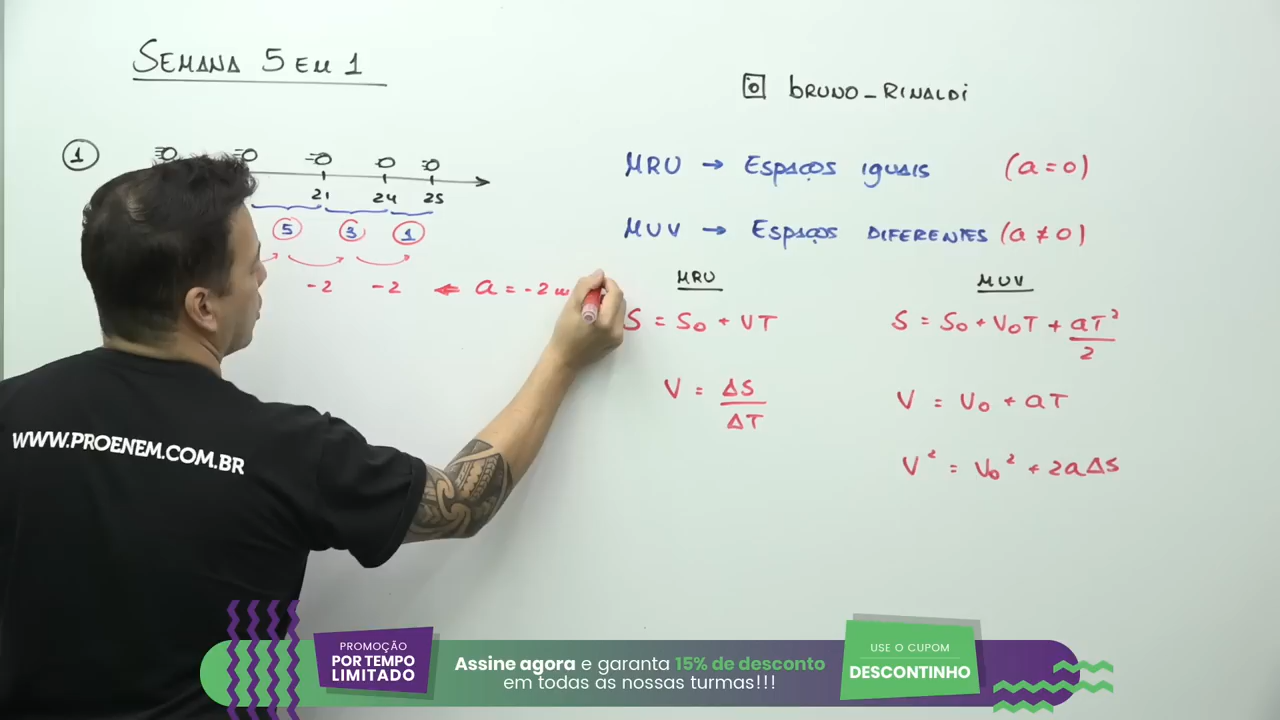 SEMANA 5 EM 1
bRUNO_RINALDi
1
21 24 25
5 3 1
-2 -2 a = -2
MRU → ESPAÇOS IGUAIS (a = 0)
MUV → ESPAÇOS DIFERENTES (a ≠ 0)
MRU
S = S₀ + VT
V = ΔS
ΔT
MUV
S = S₀ + V₀T + aT²
2
V = V₀ + aT
V² = V₀² + 2aΔS
WWW.PROENEM.COM.BR
PROMOÇÃO
POR TEMPO
LIMITADO
Assine agora e garanta 15% de desconto
em todas as nossas turmas!!!
USE O CUPOM
DESCONTINHO